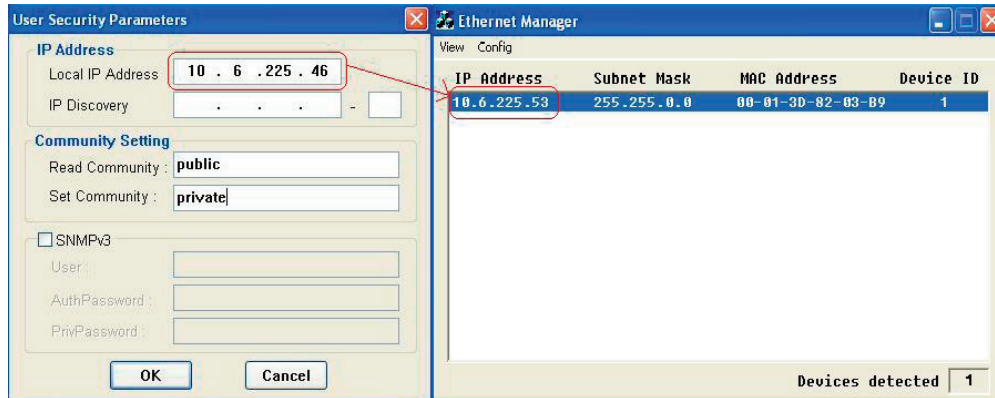 User Security Parameters
IP Address
Local IP Address 10 . 6 .225 . 46
IP Discovery . . . -
Community Setting
Read Community : public
Set Community : private
SNMPv3
User :
AuthPassword :
PrivPassword :
OK Cancel
Ethernet Manager
View Config
IP Address Subnet Mask MAC Address Device ID
10.6.225.53 255.255.0.0 00-01-3D-82-03-B9 1
Devices detected 1